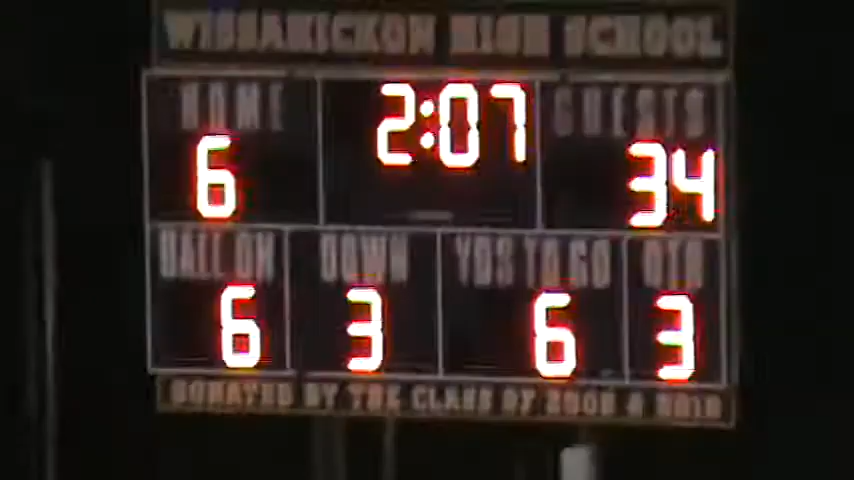 WISSAHICKON HIGH SCHOOL
HOME 2:07 GUESTS
6 34
BALL ON DOWN YDS TO GO QTR
6 3 6 3
DONATED BY THE CLASS OF & 2010